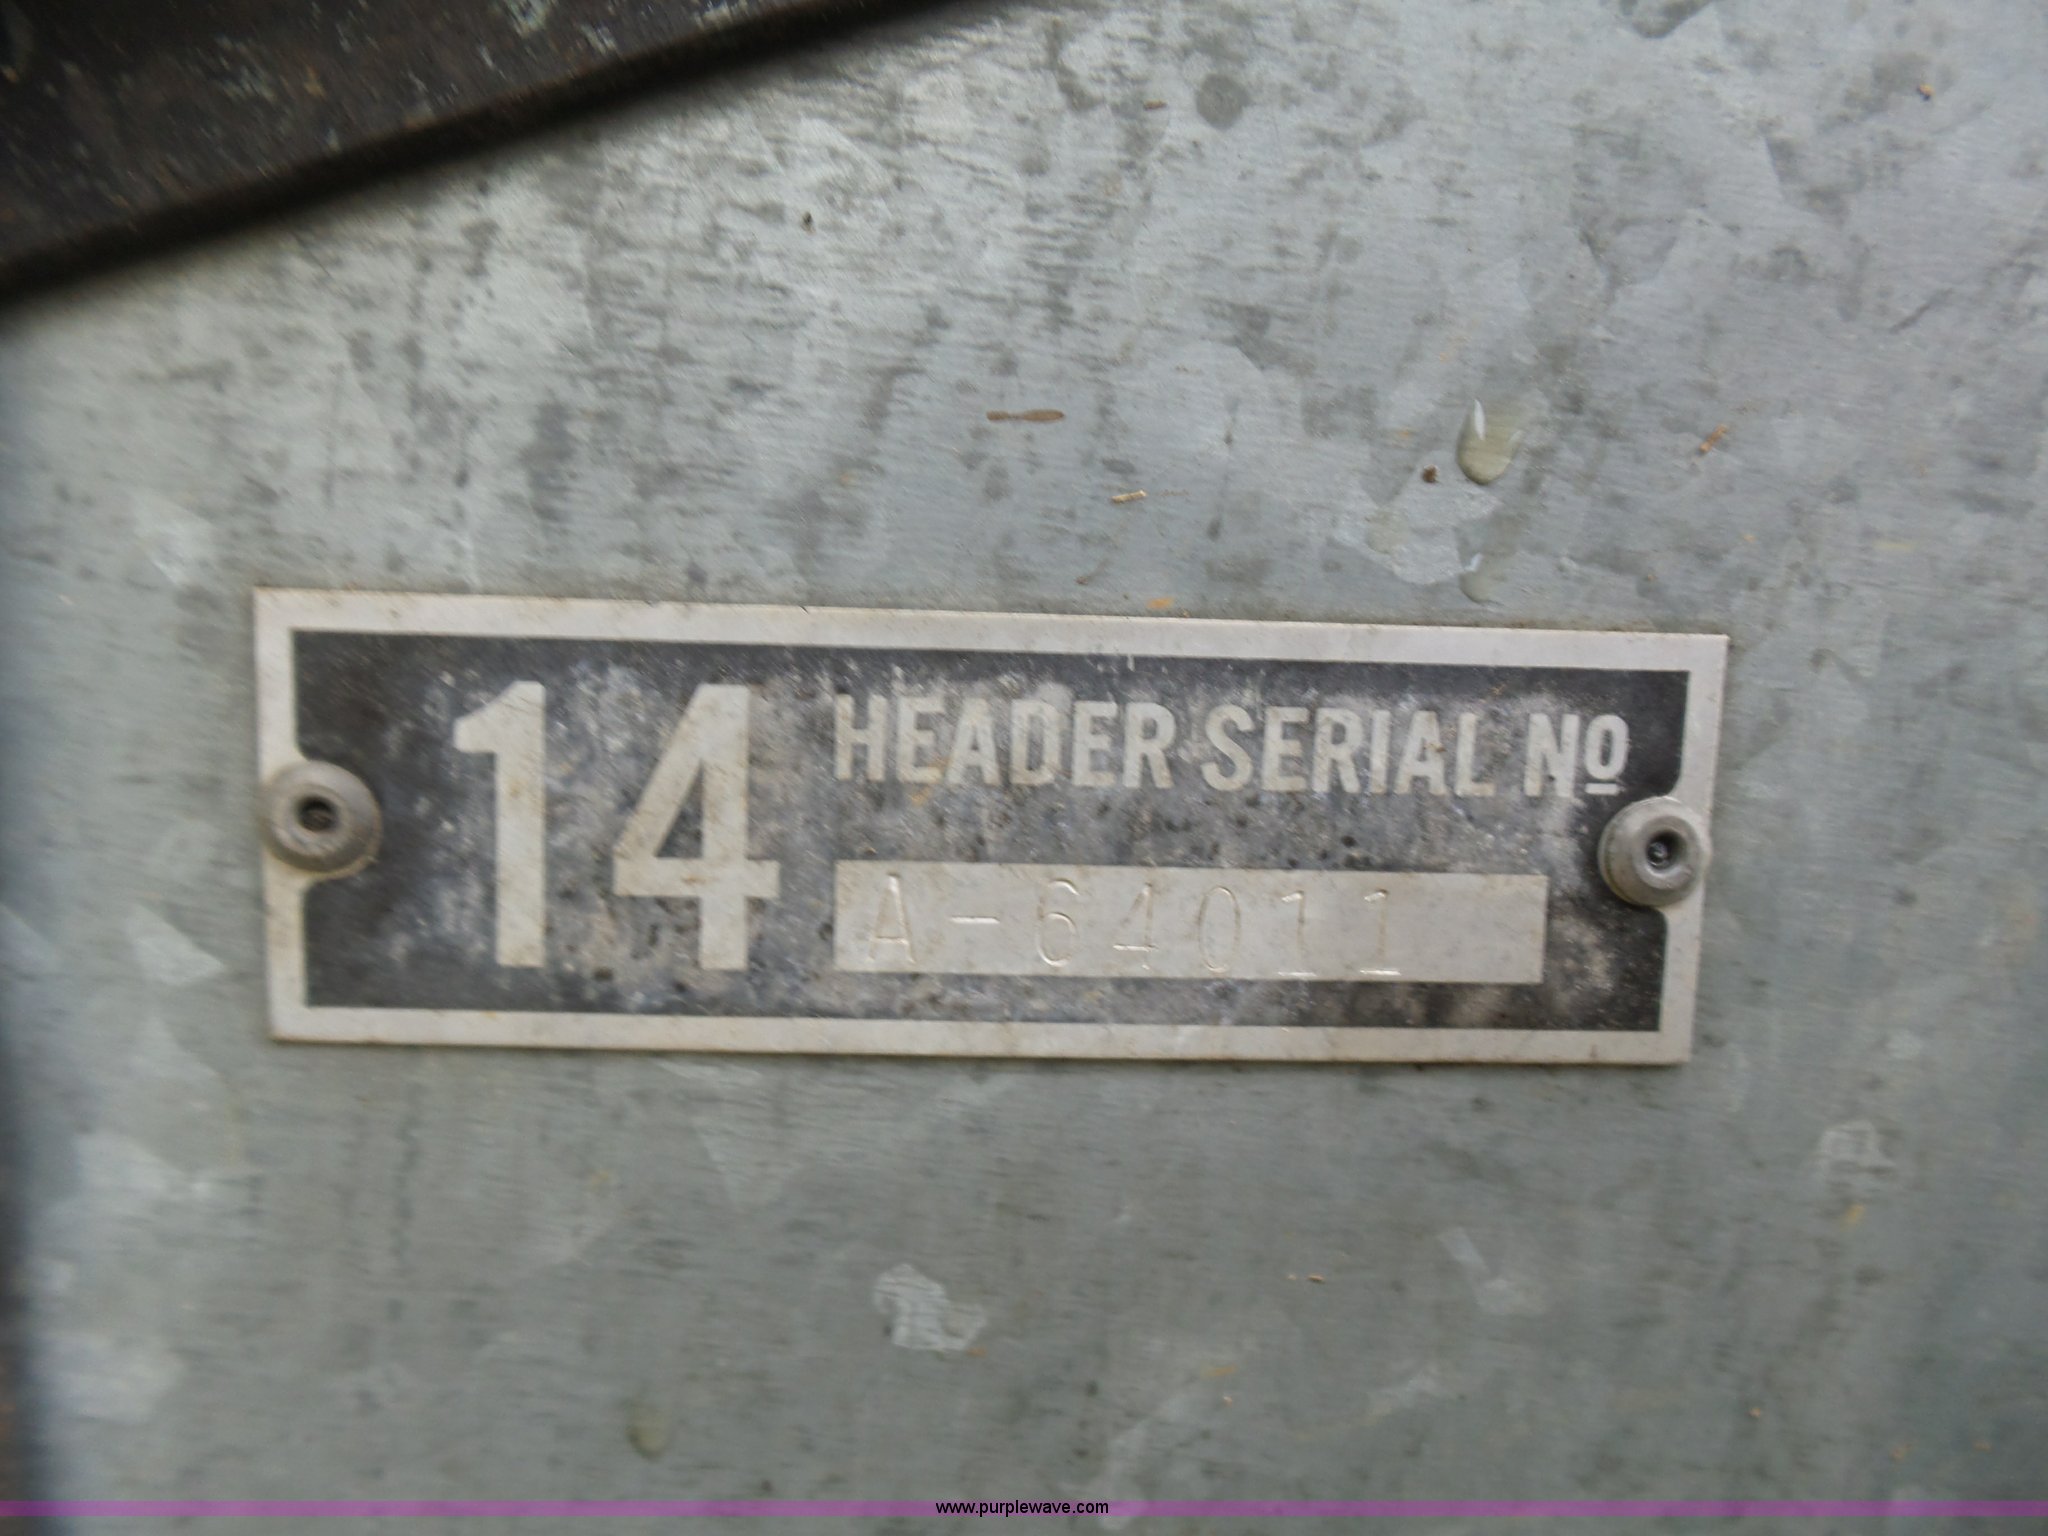 14
HEADER SERIAL Nº
A-64011
www.purplewave.com